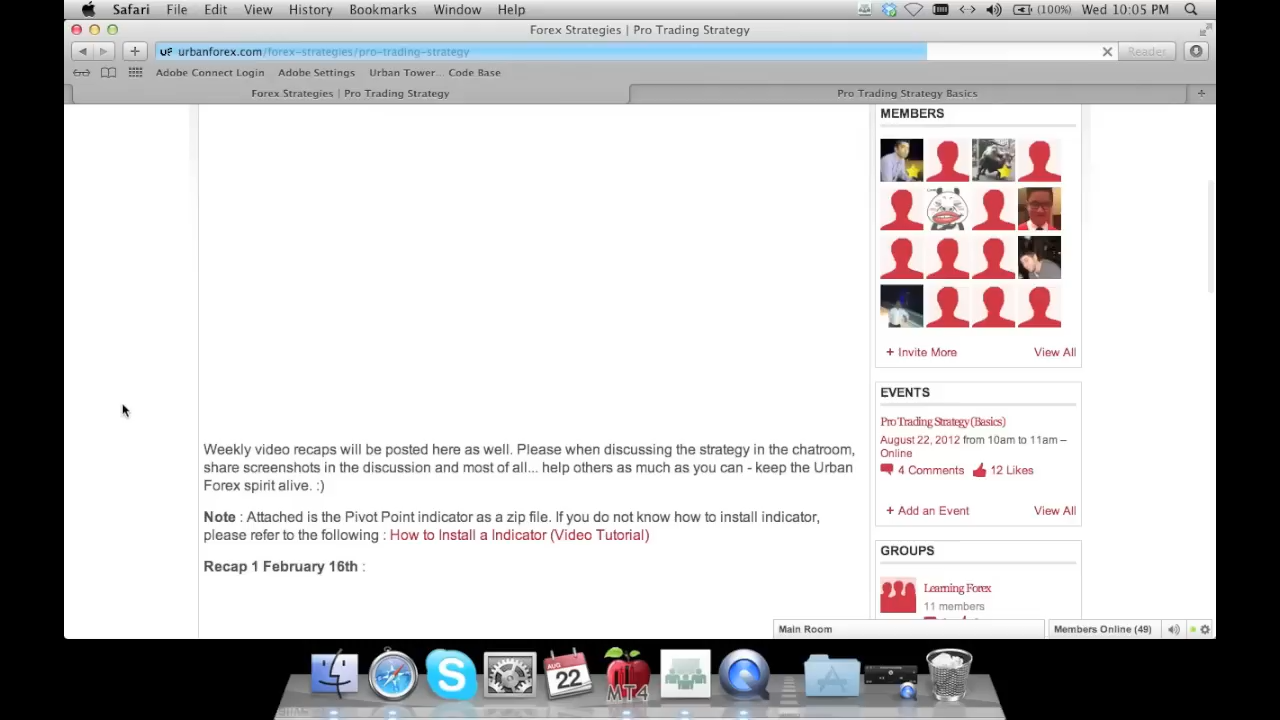 Safari File Edit View History Bookmarks Window Help
(100%) Wed 10:05 PM
Forex Strategies | Pro Trading Strategy
urbanforex.com/forex-strategies/pro-trading-strategy
Reader
Adobe Connect Login Adobe Settings Urban Tower... Code Base
Forex Strategies | Pro Trading Strategy
Pro Trading Strategy Basics
MEMBERS
+ Invite More
View All
EVENTS
Pro Trading Strategy (Basics)
August 22, 2012 from 10am to 11am –
Online
4 Comments 12 Likes
+ Add an Event
View All
GROUPS
Learning Forex
11 members
Weekly video recaps will be posted here as well. Please when discussing the strategy in the chatroom,
share screenshots in the discussion and most of all... help others as much as you can - keep the Urban
Forex spirit alive. :)
Note : Attached is the Pivot Point indicator as a zip file. If you do not know how to install indicator,
please refer to the following : How to Install a Indicator (Video Tutorial)
Recap 1 February 16th :
Main Room
Members Online (49)
AUG
22
MT4